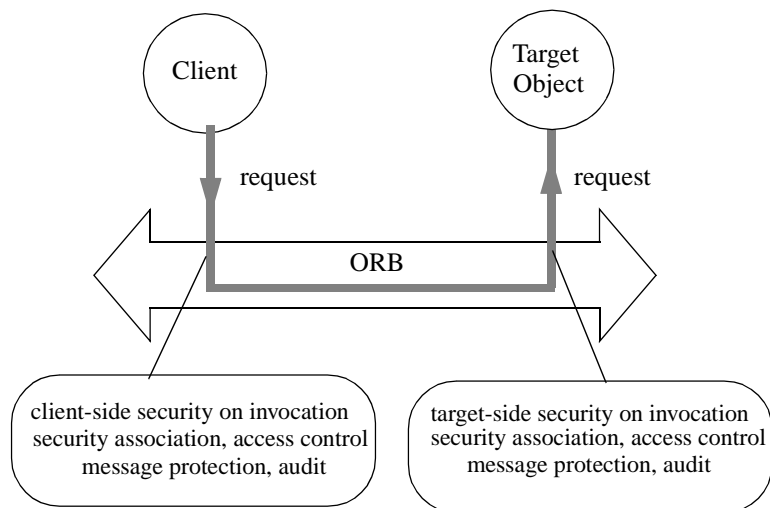 Client
Target
Object
request
request
ORB
client-side security on invocation
security association, access control
message protection, audit
target-side security on invocation
security association, access control
message protection, audit